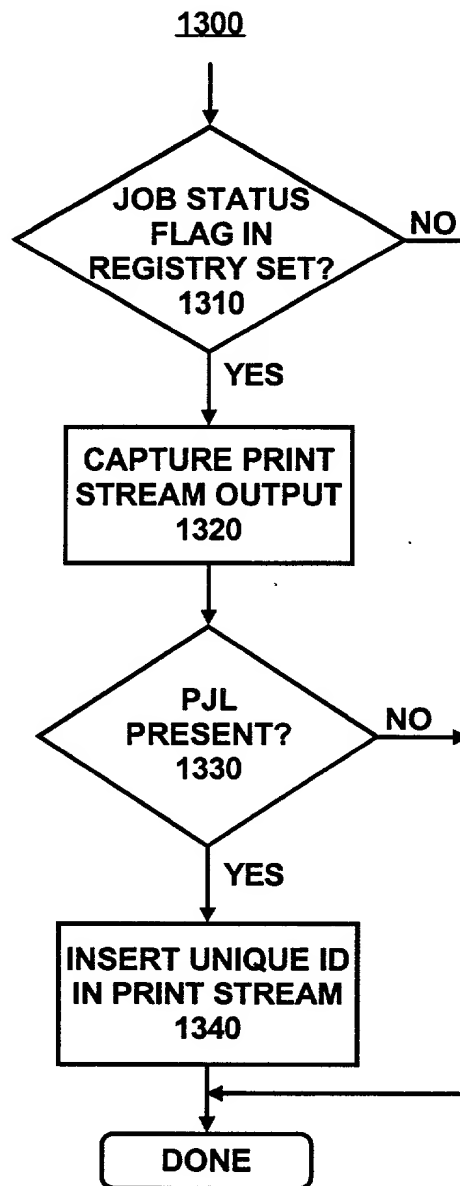 1300
JOB STATUS
FLAG IN
REGISTRY SET?
1310
NO
YES
CAPTURE PRINT
STREAM OUTPUT
1320
PJL
PRESENT?
1330
NO
YES
INSERT UNIQUE ID
IN PRINT STREAM
1340
DONE